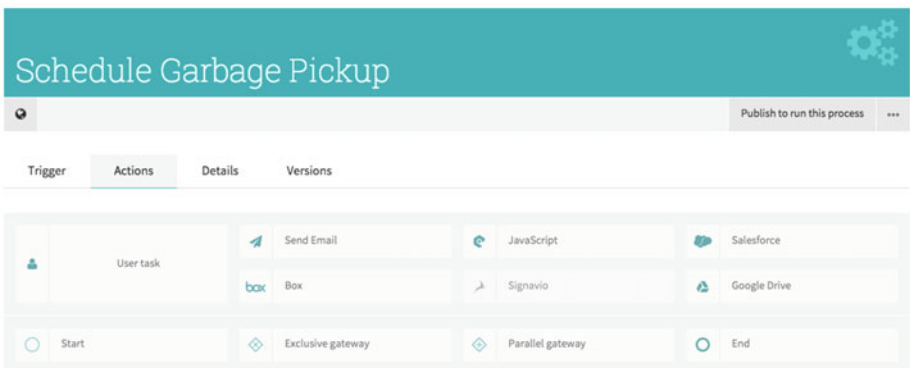 Schedule Garbage Pickup
Publish to run this process
Trigger Actions Details Versions
User task
Send Email
JavaScript
Salesforce
box Box
Signavio
Google Drive
Start
Exclusive gateway
Parallel gateway
End